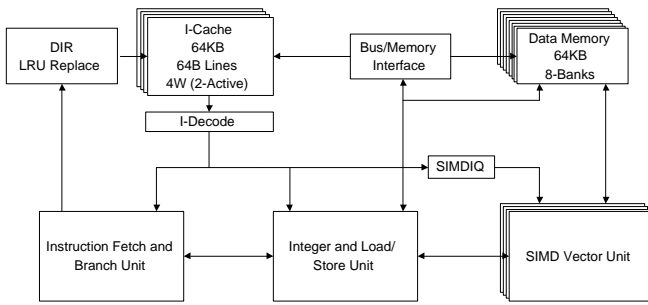 DIR
LRU Replace
I-Cache
64KB
64B Lines
4W (2-Active)
Bus/Memory
Interface
Data Memory
64KB
8-Banks
I-Decode
SIMDIQ
Instruction Fetch and
Branch Unit
Integer and Load/
Store Unit
SIMD Vector Unit